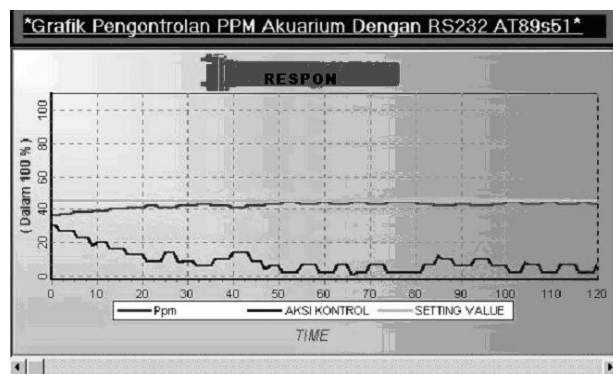 *Grafik Pengontrolan PPM Akuarium Dengan RS232 AT89s51*
RESPON
( Dalam 100 % )
100
80
60
40
20
0
0 10 20 30 40 50 60 70 80 90 100 110 120
Ppm AKSI KONTROL SETTING VALUE
TIME